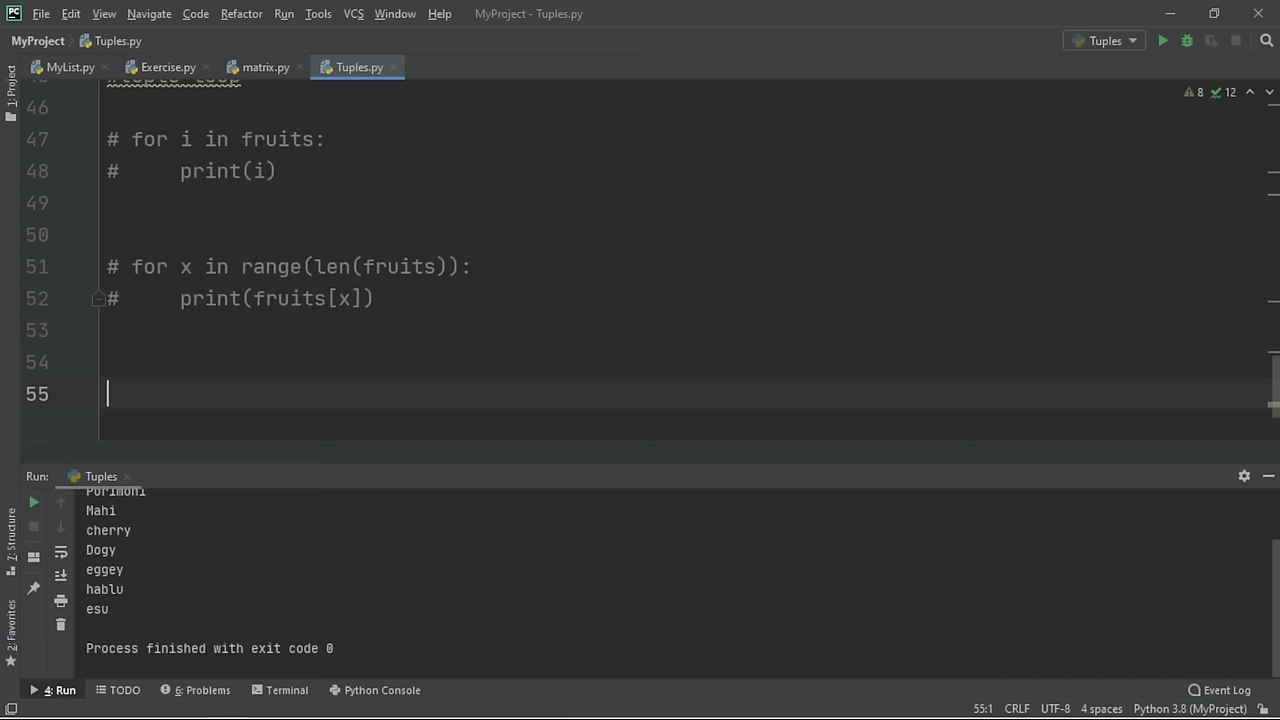 File Edit View Navigate Code Refactor Run Tools VCS Window Help MyProject - Tuples.py
MyProject Tuples.py Tuples
MyList.py Exercise.py matrix.py Tuples.py
1: Project
8 12
46
47 # for i in fruits:
48 #     print(i)
49
50
51 # for x in range(len(fruits)):
52 #     print(fruits[x])
53
54
55
Run: Tuples
Porimoni
Mahi
cherry
Dogy
eggey
hablu
esu
Process finished with exit code 0
7: Structure
2: Favorites
4: Run TODO 6: Problems Terminal Python Console Event Log
55:1 CRLF UTF-8 4 spaces Python 3.8 (MyProject)